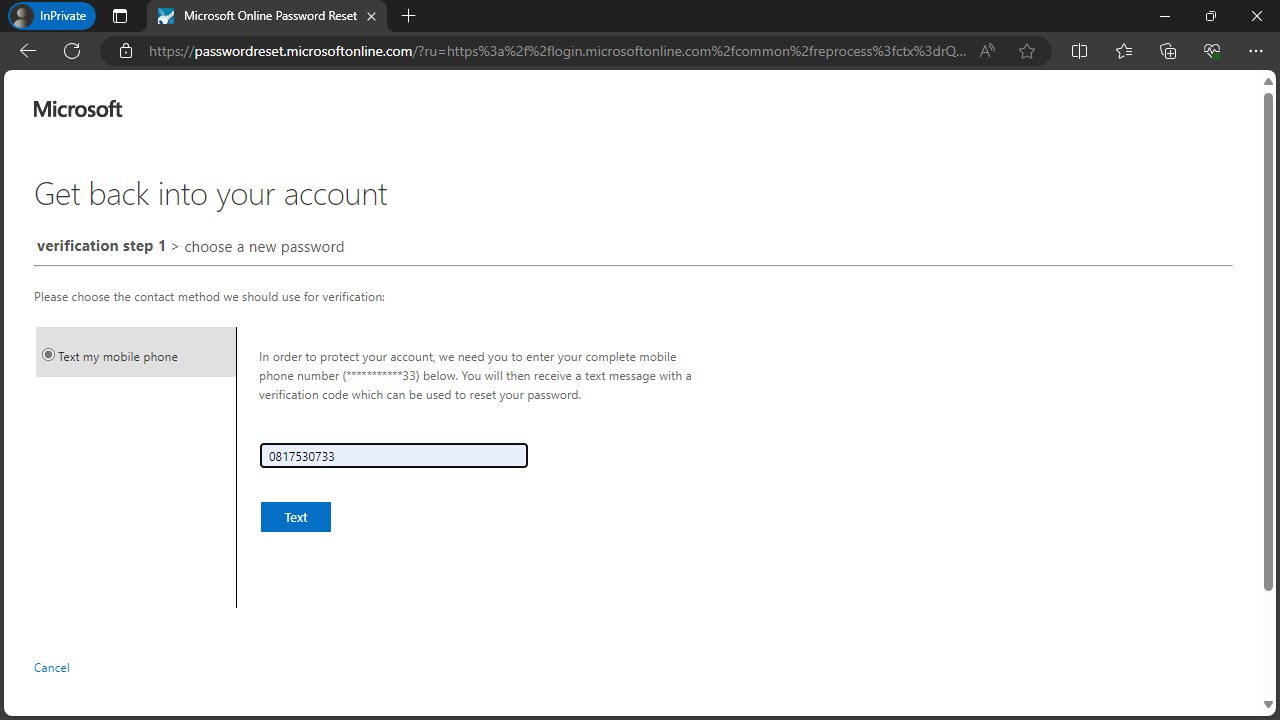 InPrivate
Microsoft Online Password Reset
https://passwordreset.microsoftonline.com/?ru=https%3a%2f%2flogin.microsoftonline.com%2fcommon%2freprocess%3fctx%3drQ...
Microsoft
Get back into your account
verification step 1 > choose a new password
Please choose the contact method we should use for verification:
Text my mobile phone
In order to protect your account, we need you to enter your complete mobile
phone number (***********33) below. You will then receive a text message with a
verification code which can be used to reset your password.
0817530733
Text
Cancel